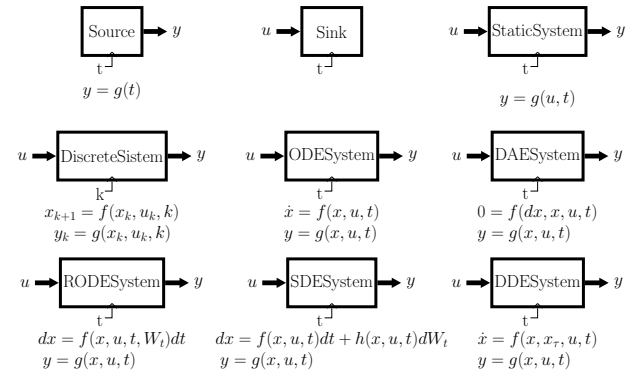 Source y
t
y = g(t)
u Sink
t
u StaticSystem y
t
y = g(u, t)
u DiscreteSistem y
k
x_{k+1} = f(x_k, u_k, k)
y_k = g(x_k, u_k, k)
u ODESystem y
t
ẋ = f(x, u, t)
y = g(x, u, t)
u DAESystem y
t
0 = f(dx, x, u, t)
y = g(x, u, t)
u RODESystem y
t
dx = f(x, u, t, W_t)dt
y = g(x, u, t)
u SDESystem y
t
dx = f(x, u, t)dt + h(x, u, t)dW_t
y = g(x, u, t)
u DDESystem y
t
ẋ = f(x, x_τ, u, t)
y = g(x, u, t)